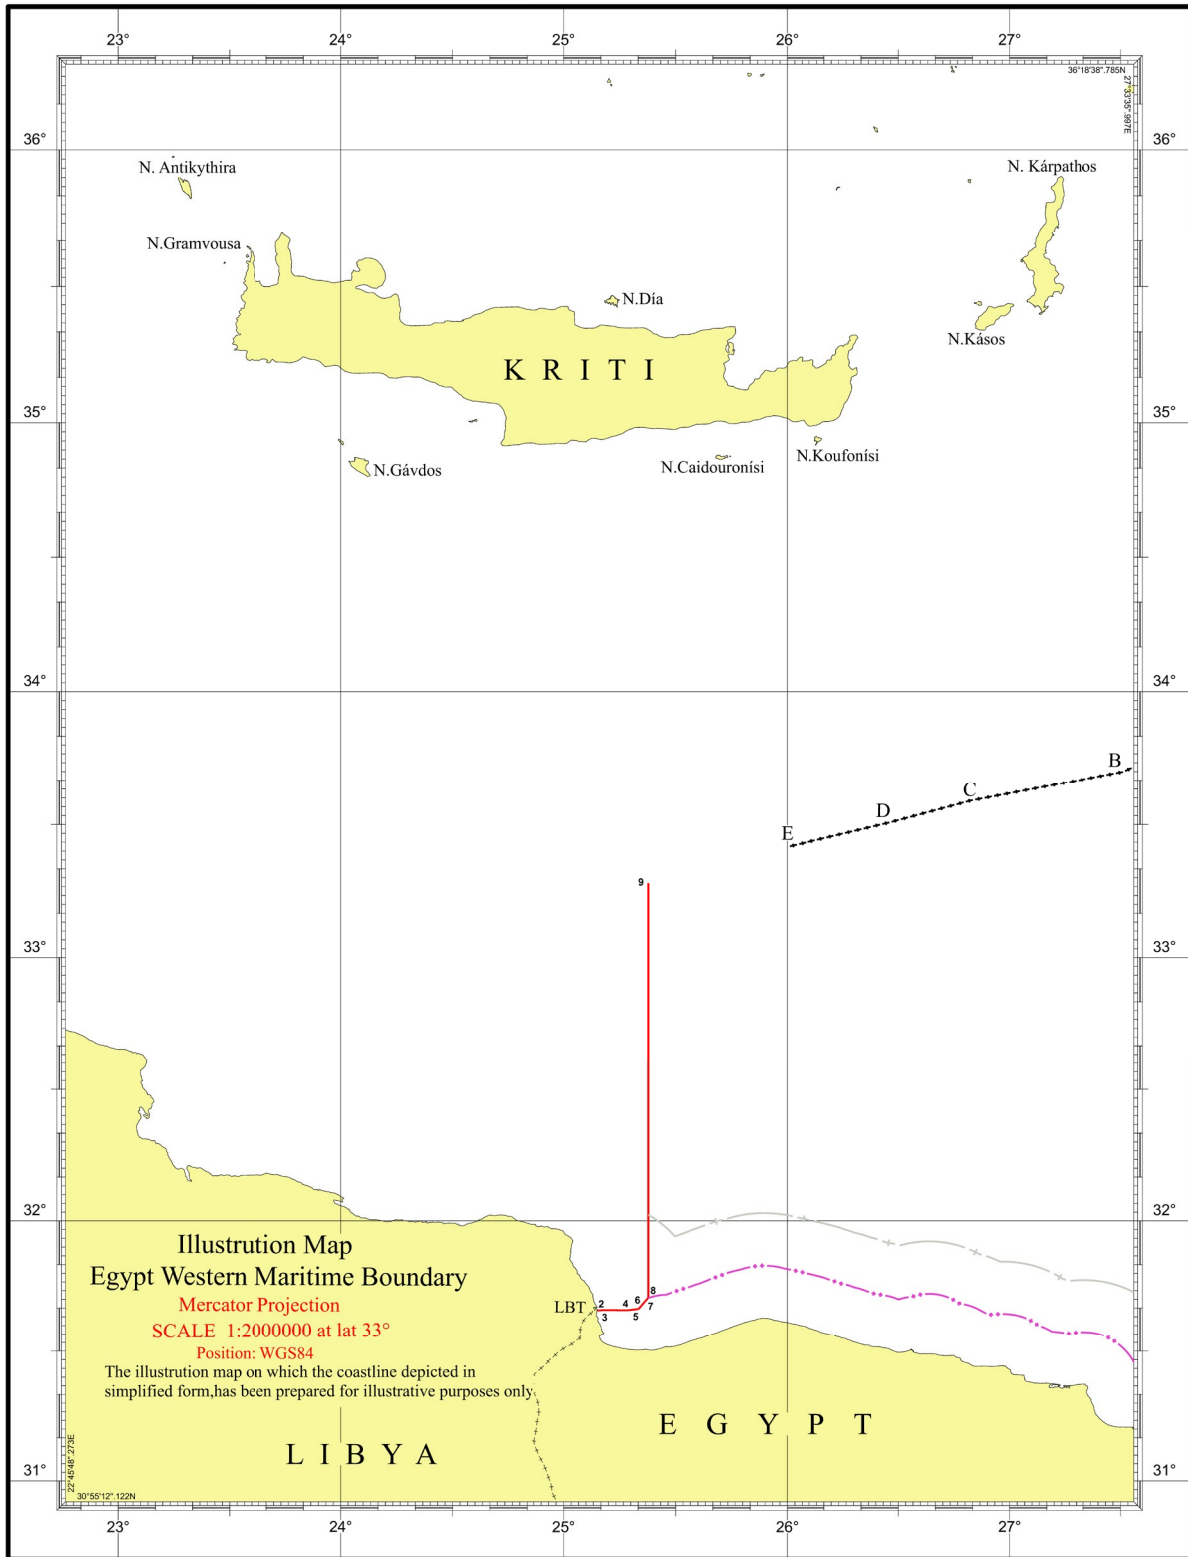 23° 24° 25° 26° 27°
36°18'38".785N
27°33'35".997E
36° 36°
N. Antikythira
N. Kárpathos
N.Gramvousa
N.Día
N.Kásos
K R I T I
35° 35°
N.Gávdos
N.Caidouronísi
N.Koufonísi
34° 34°
B
C
D
E
9
33° 33°
32° 32°
Illustrution Map
Egypt Western Maritime Boundary
Mercator Projection
SCALE 1:2000000 at lat 33°
Position: WGS84
The illustrution map on which the coastline depicted in
simplified form,has been prepared for illustrative purposes only
LBT
2
3
4
5
6
7
8
E G Y P T
L I B Y A
31° 31°
22°45'48".273E
30°55'12".122N
23° 24° 25° 26° 27°